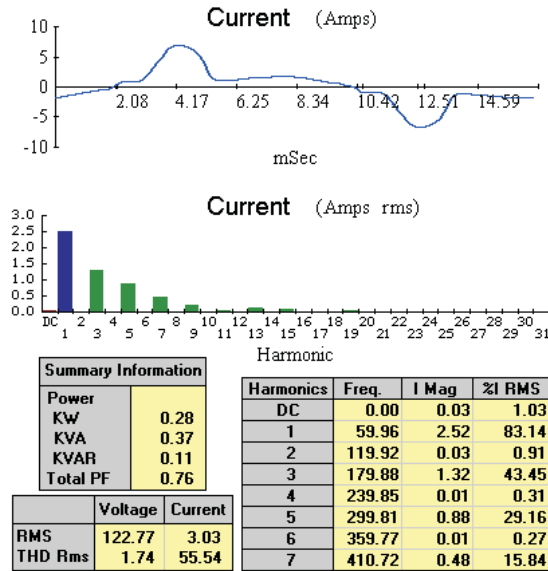 Current (Amps)
10
5
0
-5
-10
2.08 4.17 6.25 8.34 10.42 12.51 14.59
mSec
Current (Amps rms)
3.0
2.5
2.0
1.5
1.0
0.5
0.0
DC 2 4 6 8 10 12 14 16 18 20 22 24 26 28 30
1 3 5 7 9 11 13 15 17 19 21 23 25 27 29 31
Harmonic
Summary Information
Power
KW 0.28
KVA 0.37
KVAR 0.11
Total PF 0.76
Voltage Current
RMS 122.77 3.03
THD Rms 1.74 55.54
Harmonics Freq. I Mag %I RMS
DC 0.00 0.03 1.03
1 59.96 2.52 83.14
2 119.92 0.03 0.91
3 179.88 1.32 43.45
4 239.85 0.01 0.31
5 299.81 0.88 29.16
6 359.77 0.01 0.27
7 410.72 0.48 15.84